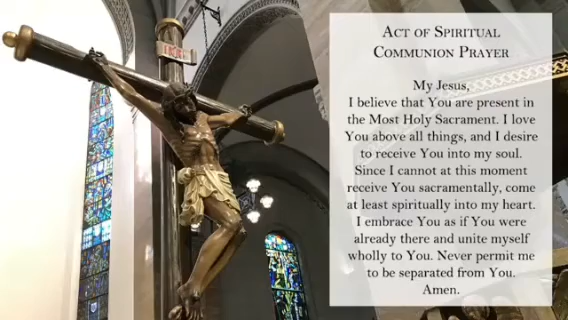 INRI
ACT OF SPIRITUAL
COMMUNION PRAYER
My Jesus,
I believe that You are present in
the Most Holy Sacrament. I love
You above all things, and I desire
to receive You into my soul.
Since I cannot at this moment
receive You sacramentally, come
at least spiritually into my heart.
I embrace You as if You were
already there and unite myself
wholly to You. Never permit me
to be separated from You.
Amen.